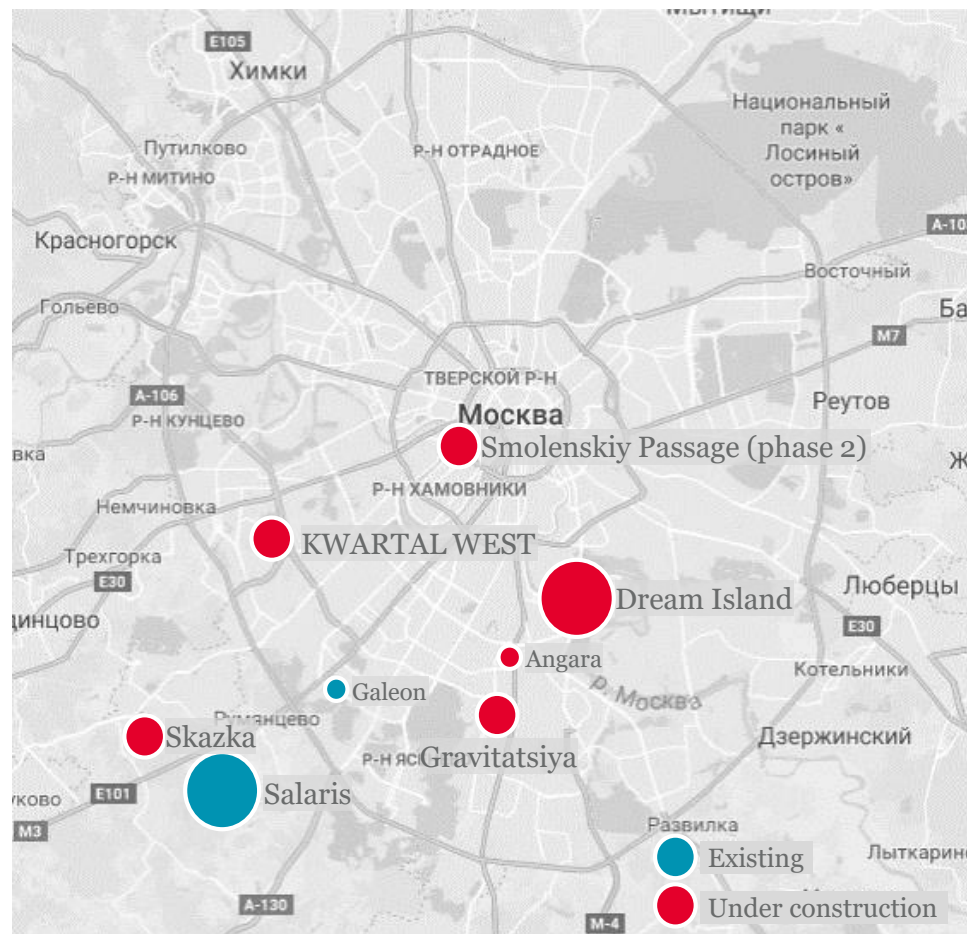 Мытищи
E105
Химки
Национальный
парк «
Лосиный
остров»
Путилково
Р-Н ОТРАДНОЕ
Р-Н МИТИНО
A-10
Красногорск
Восточный
Гольево
Ба
M7
ТВЕРСКОЙ Р-Н
A-106
Реутов
Москва
Р-Н КУНЦЕВО
Smolenskiy Passage (phase 2)
вка
Ж
Р-Н ХАМОВНИКИ
Немчиновка
KWARTAL WEST
Трехгорка
E30
Dream Island
Люберцы
динцово
E30
Angara
Котельники
Galeon
р. Москва
Румянцево
Skazka
Дзержинский
Р-Н ЯС
Gravitatsiya
Salaris
уково
E101
M3
Развилка
Existing
Лыткарин
A-130
Under construction
M-4